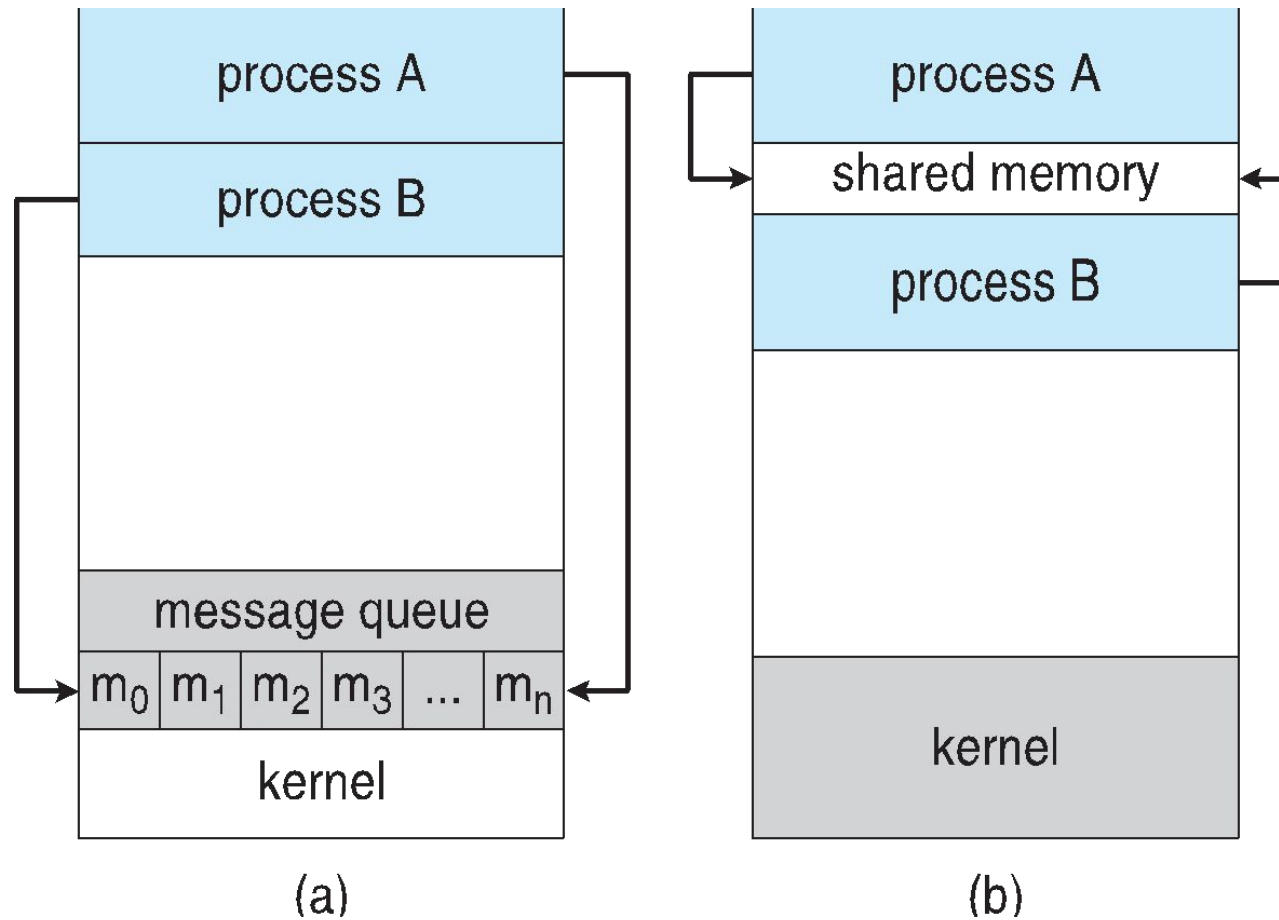 process A
process B
message queue
m0 m1 m2 m3 ... mn
kernel
(a)
process A
shared memory
process B
kernel
(b)